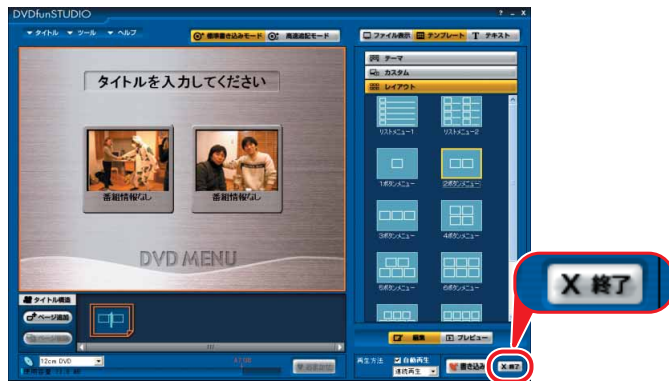 DVDfunSTUDIO
▼ タイトル ▼ ツール ▼ ヘルプ
標準書き込みモード
高速追記モード
ファイル表示
テンプレート
T テキスト
タイトルを入力してください
番組情報なし
番組情報なし
DVD MENU
テーマ
カスタム
レイアウト
リストメニュー1
リストメニュー2
1ボタンメニュー
2ボタンメニュー
3ボタンメニュー
4ボタンメニュー
5ボタンメニュー
6ボタンメニュー
X 終了
タイトル構造
ページ追加
12cm DVD
編集
プレビュー
再生方法
自動再生
連続再生
書き込み
X 終了